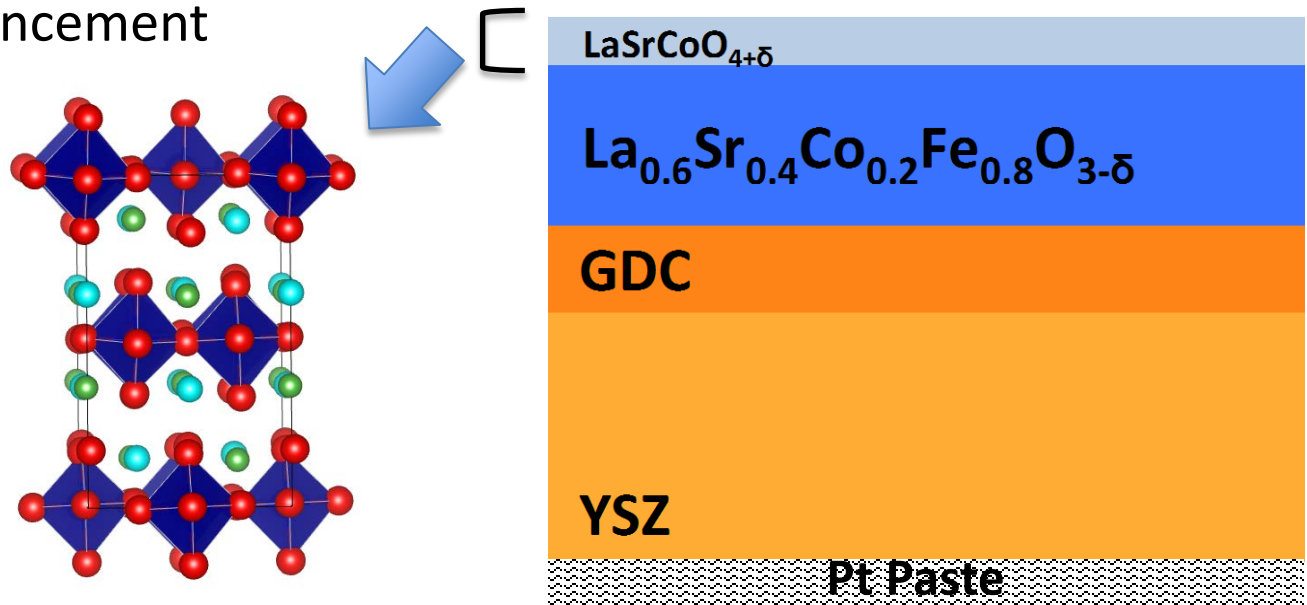 ncement
LaSrCoO₄₊δ
La₀.₆Sr₀.₄Co₀.₂Fe₀.₈O₃₋δ
GDC
YSZ
Pt Paste